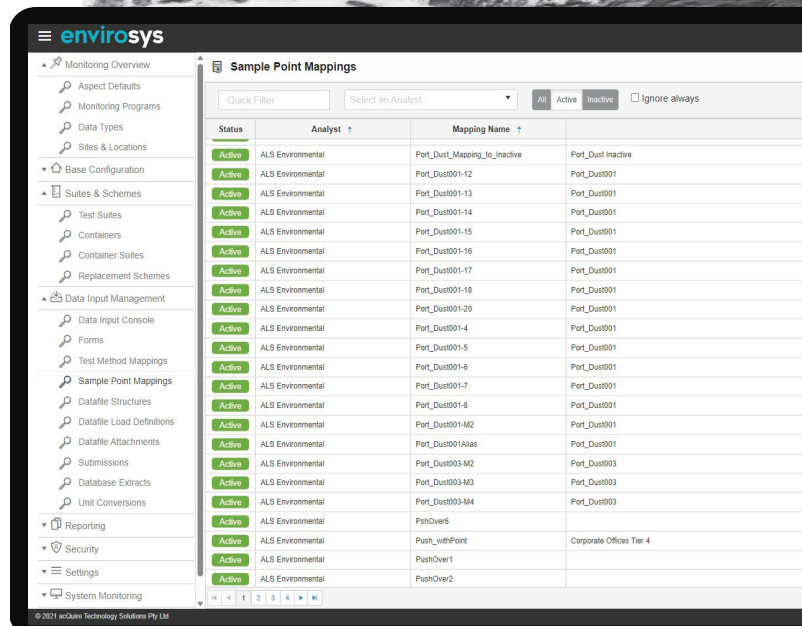 envirosys
Monitoring Overview
Aspect Defaults
Monitoring Programs
Data Types
Sites & Locations
Base Configuration
Suites & Schemes
Test Suites
Containers
Container Suites
Replacement Schemes
Data Input Management
Data Input Console
Forms
Test Method Mappings
Sample Point Mappings
Datafile Structures
Datafile Load Definitions
Datafile Attachments
Submissions
Database Extracts
Unit Conversions
Reporting
Security
Settings
System Monitoring
Sample Point Mappings
Quick Filter Select an Analyst All Active Inactive Ignore always
Status Analyst ↑ Mapping Name ↑
Active ALS Environmental Port_Dust_Mapping_to_Inactive Port_Dust Inactive
Active ALS Environmental Port_Dust001-12 Port_Dust001
Active ALS Environmental Port_Dust001-13 Port_Dust001
Active ALS Environmental Port_Dust001-14 Port_Dust001
Active ALS Environmental Port_Dust001-15 Port_Dust001
Active ALS Environmental Port_Dust001-16 Port_Dust001
Active ALS Environmental Port_Dust001-17 Port_Dust001
Active ALS Environmental Port_Dust001-18 Port_Dust001
Active ALS Environmental Port_Dust001-20 Port_Dust001
Active ALS Environmental Port_Dust001-4 Port_Dust001
Active ALS Environmental Port_Dust001-5 Port_Dust001
Active ALS Environmental Port_Dust001-6 Port_Dust001
Active ALS Environmental Port_Dust001-7 Port_Dust001
Active ALS Environmental Port_Dust001-8 Port_Dust001
Active ALS Environmental Port_Dust001-M2 Port_Dust001
Active ALS Environmental Port_Dust001Alias Port_Dust001
Active ALS Environmental Port_Dust003-M2 Port_Dust003
Active ALS Environmental Port_Dust003-M3 Port_Dust003
Active ALS Environmental Port_Dust003-M4 Port_Dust003
Active ALS Environmental PshOver6
Active ALS Environmental Push_withPoint Corporate Offices Tier 4
Active ALS Environmental PushOver1
Active ALS Environmental PushOver2
1 2 3 4
© 2021 acQuire Technology Solutions Pty Ltd